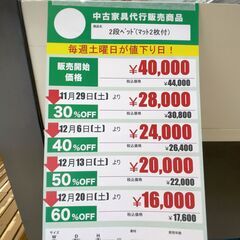 中古家具代行販売商品
商品名
2段ベッド(マット2枚付)
毎週土曜日が値下り日!
販売開始価格 ¥40,000
税込価格 ¥44,000
11月29日(土)より ¥28,000
30%OFF 税込価格 ¥30,800
12月6日(土)より ¥24,000
40%OFF 税込価格 ¥26,400
12月13日(土)より ¥20,000
50%OFF 税込価格 ¥22,000
12月20日(土)より ¥16,000
60%OFF 税込価格 ¥17,600
サイズ
W D H